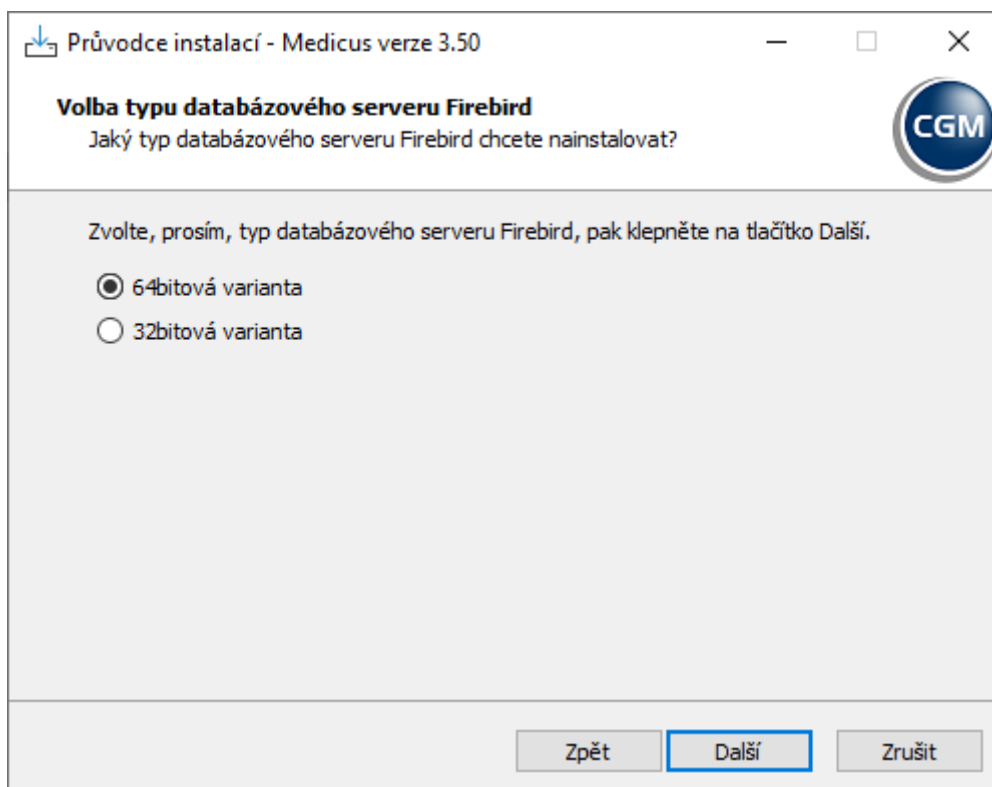 Průvodce instalací - Medicus verze 3.50
Volba typu databázového serveru Firebird
Jaký typ databázového serveru Firebird chcete nainstalovat?
CGM
Zvolte, prosím, typ databázového serveru Firebird, pak klepněte na tlačítko Další.
64bitová varianta
32bitová varianta
Zpět
Další
Zrušit